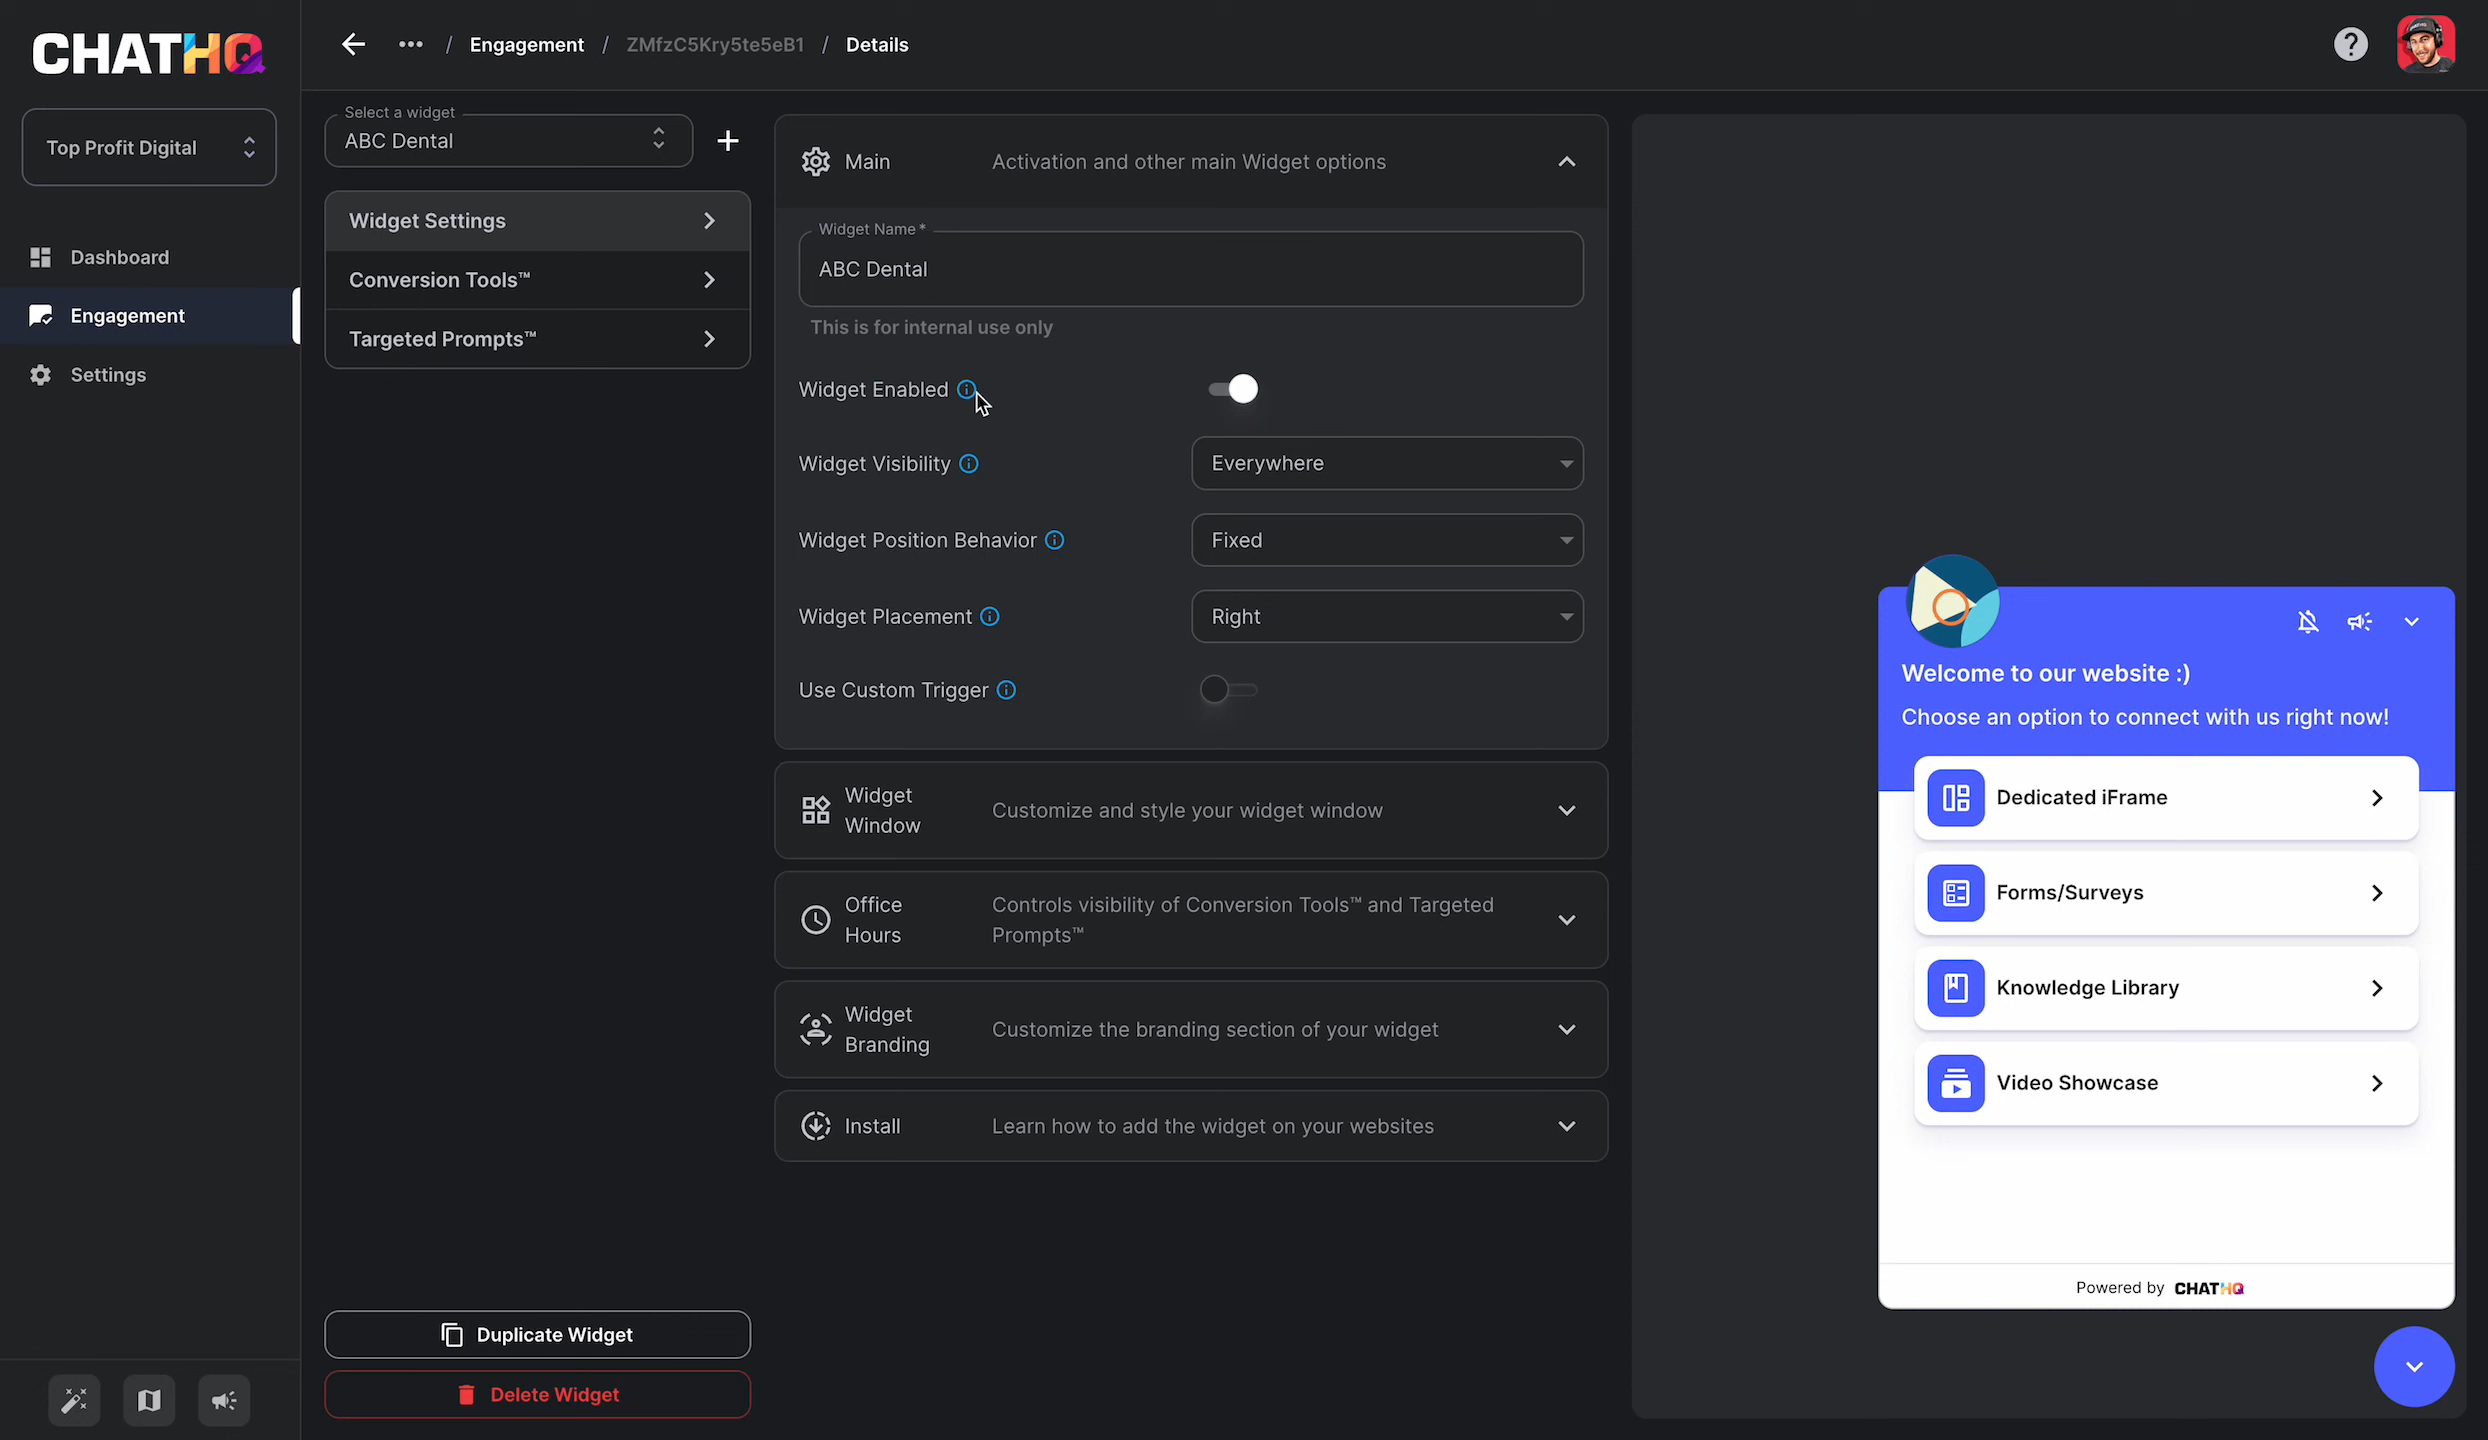 CHATHQ
Top Profit Digital
Dashboard
Engagement
Settings
••• / Engagement / ZMfzC5Kry5te5eB1 / Details
Select a widget
ABC Dental
Widget Settings
Conversion Tools™
Targeted Prompts™
Duplicate Widget
Delete Widget
Main
Activation and other main Widget options
Widget Name *
ABC Dental
This is for internal use only
Widget Enabled
Widget Visibility
Everywhere
Widget Position Behavior
Fixed
Widget Placement
Right
Use Custom Trigger
Widget
Window
Customize and style your widget window
Office
Hours
Controls visibility of Conversion Tools™ and Targeted
Prompts™
Widget
Branding
Customize the branding section of your widget
Install
Learn how to add the widget on your websites
Welcome to our website :)
Choose an option to connect with us right now!
Dedicated iFrame
Forms/Surveys
Knowledge Library
Video Showcase
Powered by CHATHQ